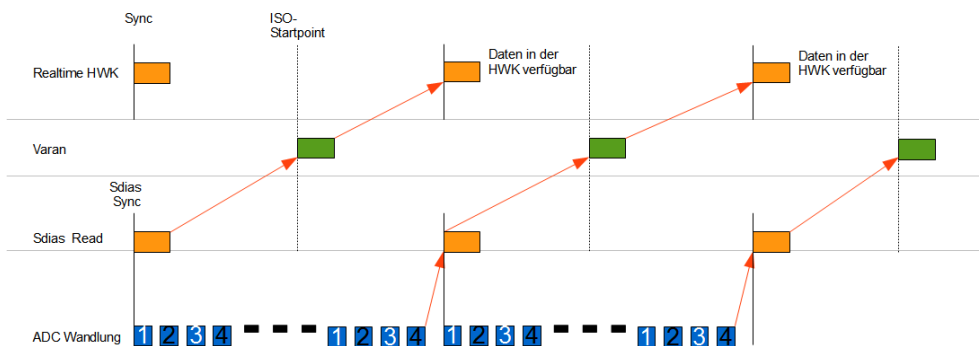 Sync
ISO-
Startpoint
Realtime HWK
Daten in der
HWK verfügbar
Daten in der
HWK verfügbar
Varan
Sdias
Sync
Sdias Read
ADC Wandlung
1 2 3 4 1 2 3 4 1 2 3 4 1 2 3 4